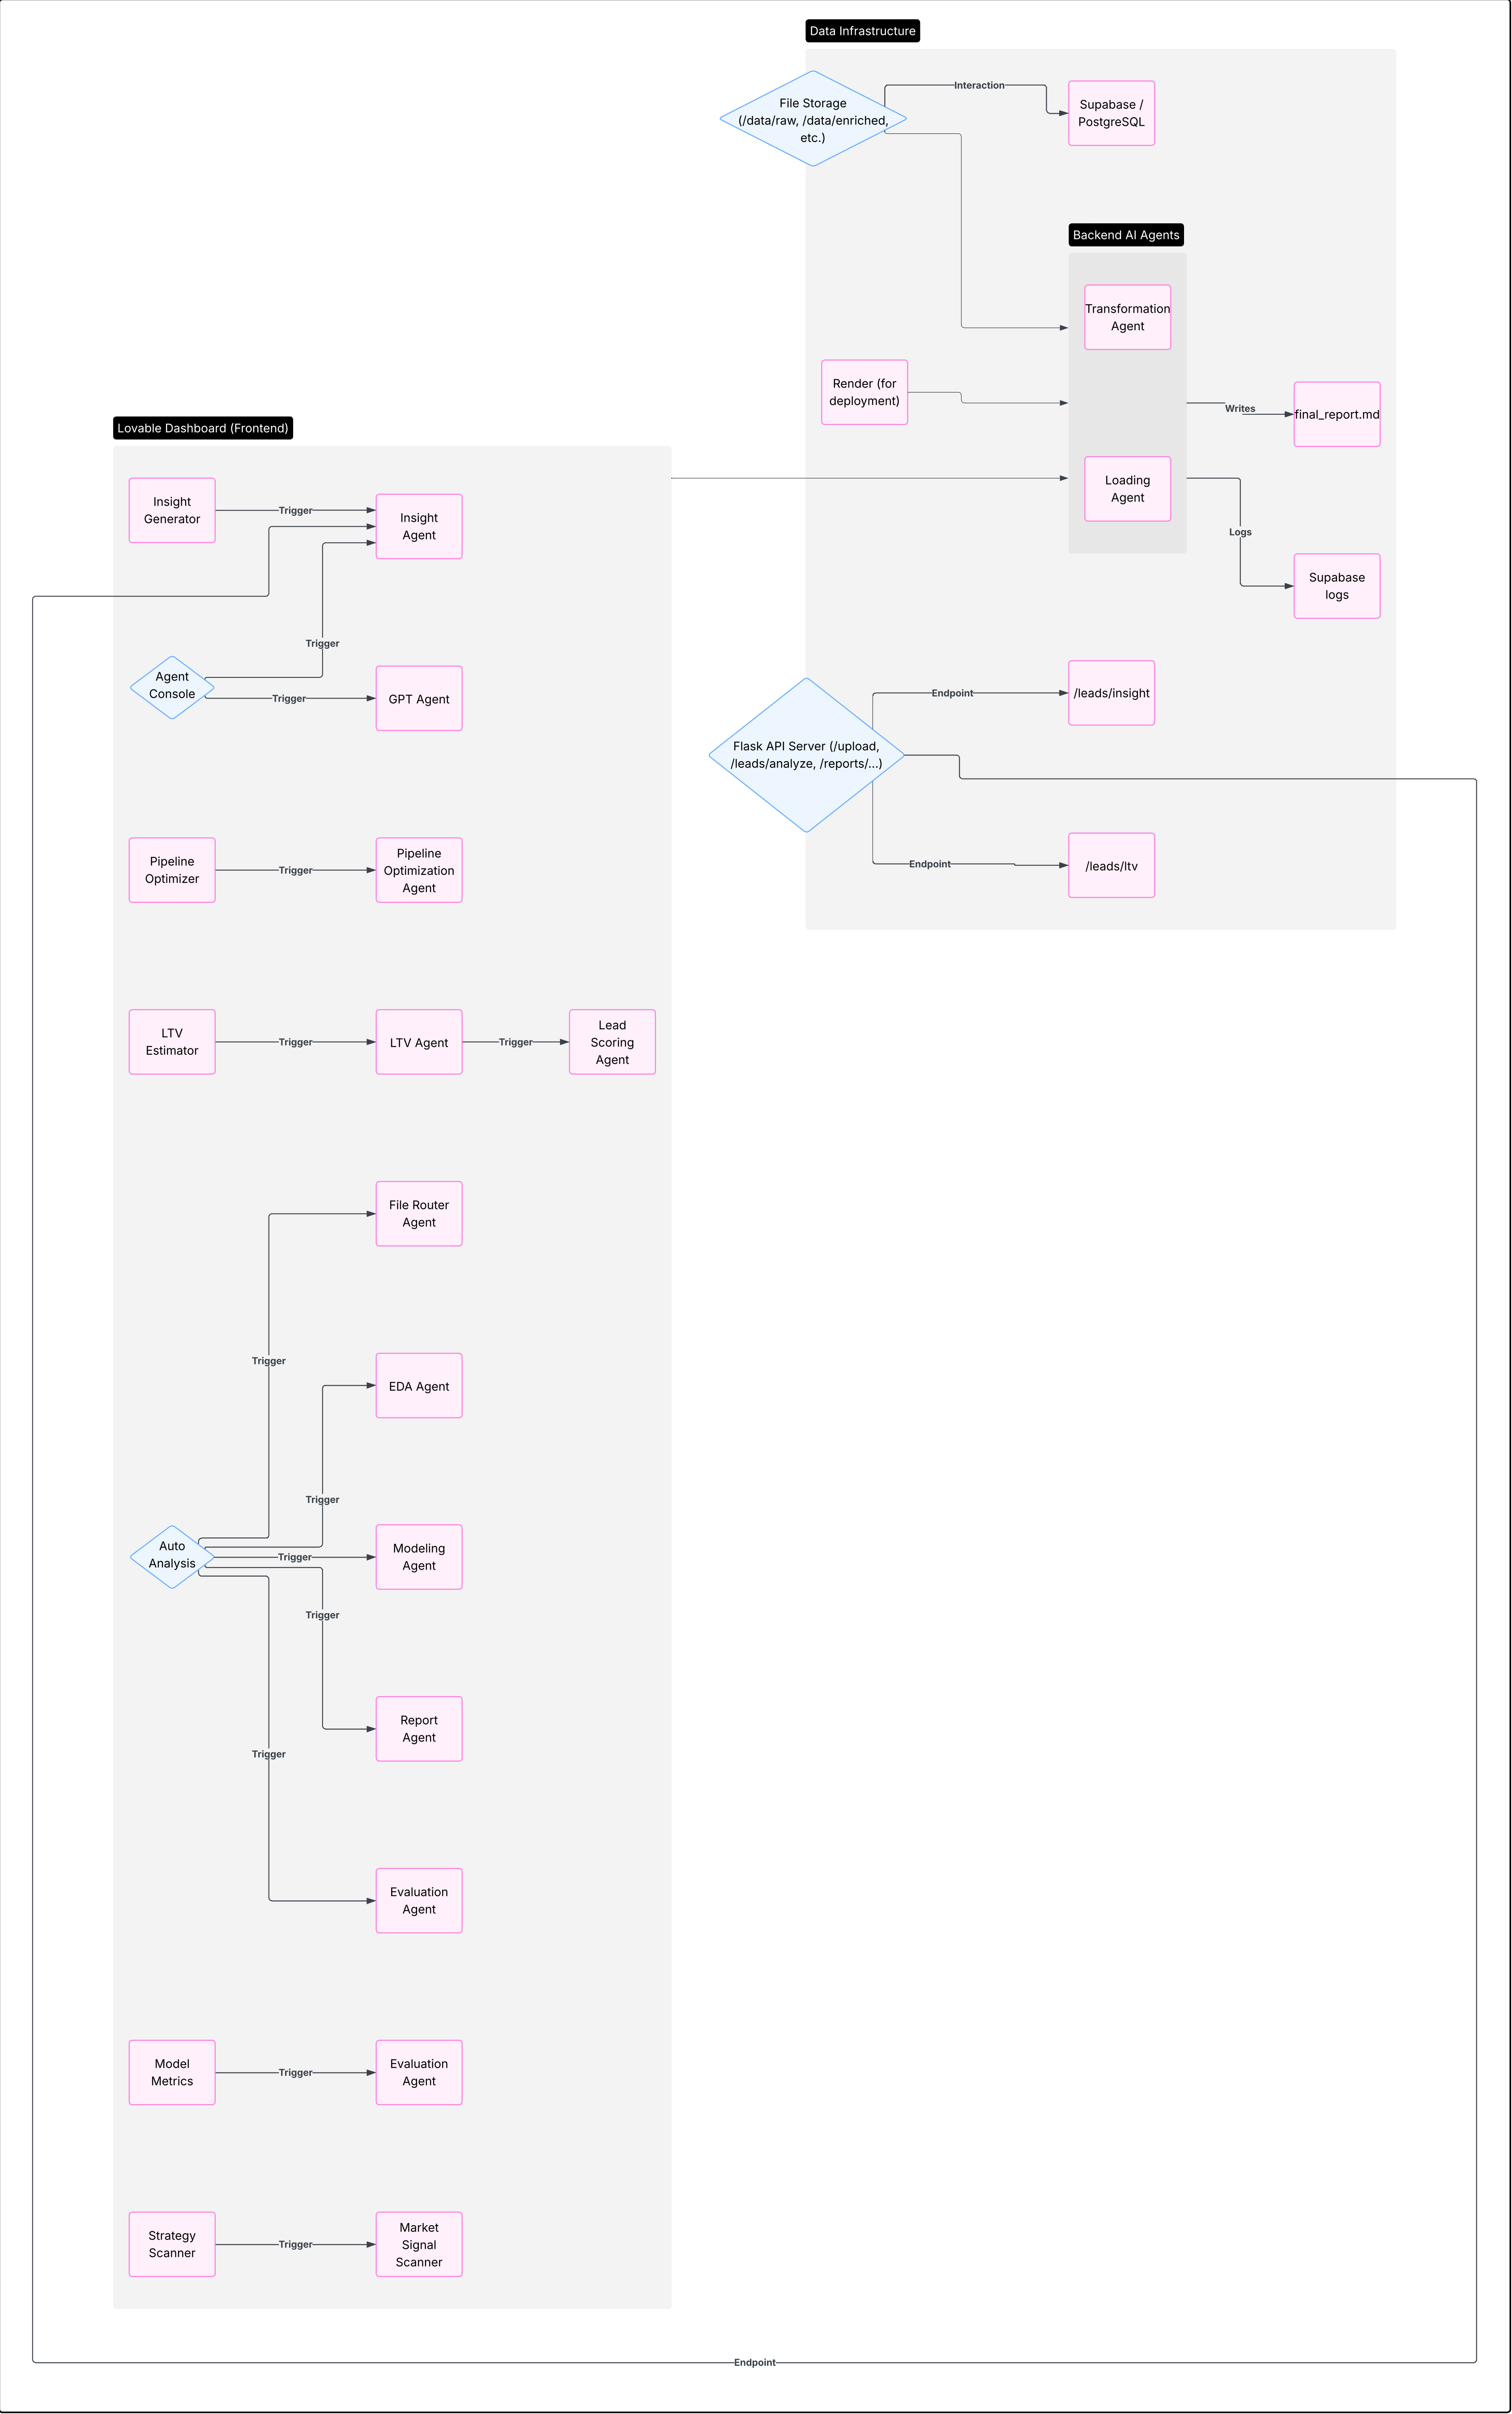 Data Infrastructure
File Storage
(/data/raw, /data/enriched,
etc.)
Interaction
Supabase /
PostgreSQL
Backend AI Agents
Transformation
Agent
Render (for
deployment)
Writes
final_report.md
Loading
Agent
Logs
Supabase
logs
Flask API Server (/upload,
/leads/analyze, /reports/...)
Endpoint
/leads/insight
Endpoint
/leads/ltv
Lovable Dashboard (Frontend)
Insight
Generator
Trigger
Insight
Agent
Trigger
Agent
Console
Trigger
GPT Agent
Pipeline
Optimizer
Trigger
Pipeline
Optimization
Agent
LTV
Estimator
Trigger
LTV Agent
Trigger
Lead
Scoring
Agent
File Router
Agent
Trigger
EDA Agent
Trigger
Auto
Analysis
Trigger
Modeling
Agent
Trigger
Report
Agent
Trigger
Evaluation
Agent
Model
Metrics
Trigger
Evaluation
Agent
Strategy
Scanner
Trigger
Market
Signal
Scanner
Endpoint